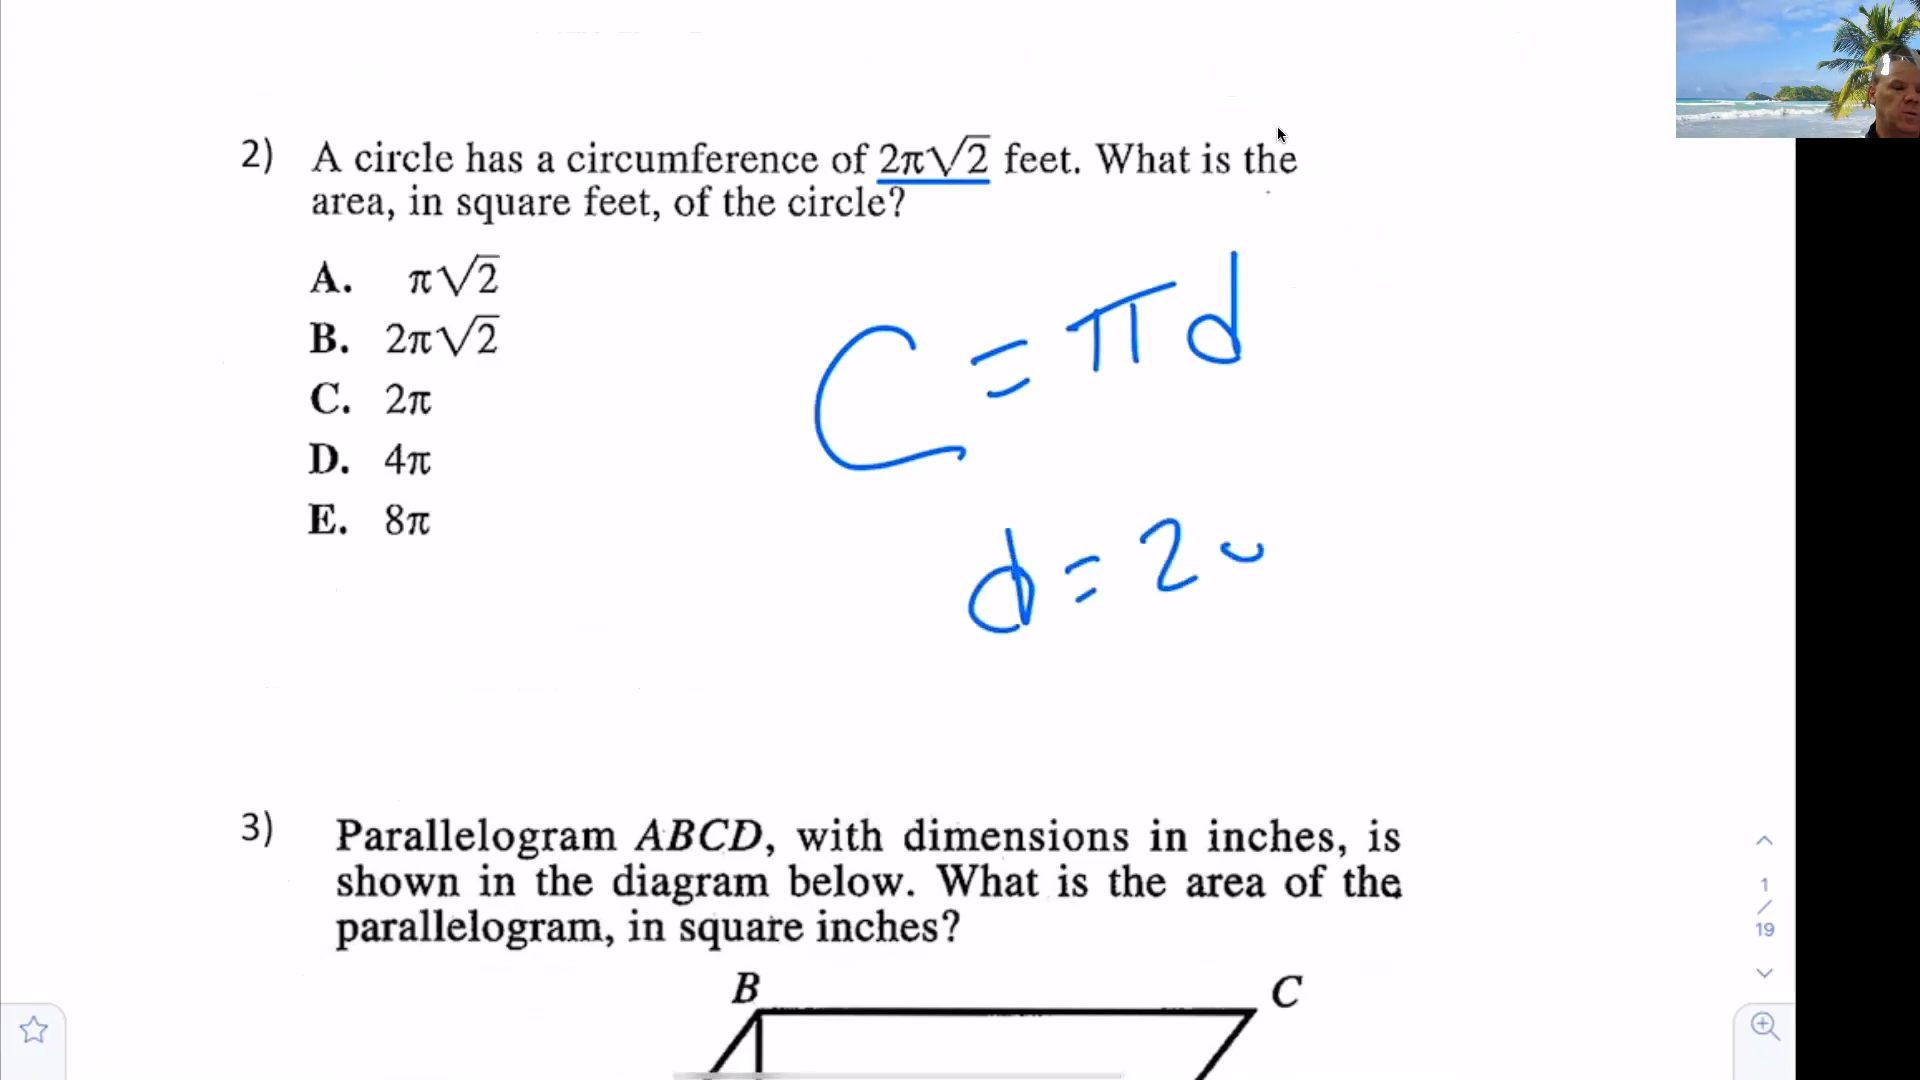 2) A circle has a circumference of 2π√2 feet. What is the
area, in square feet, of the circle?
A. π√2
B. 2π√2
C. 2π
D. 4π
E. 8π
C = πd
d = 2
3) Parallelogram ABCD, with dimensions in inches, is
shown in the diagram below. What is the area of the
parallelogram, in square inches?
B C
1
/
19